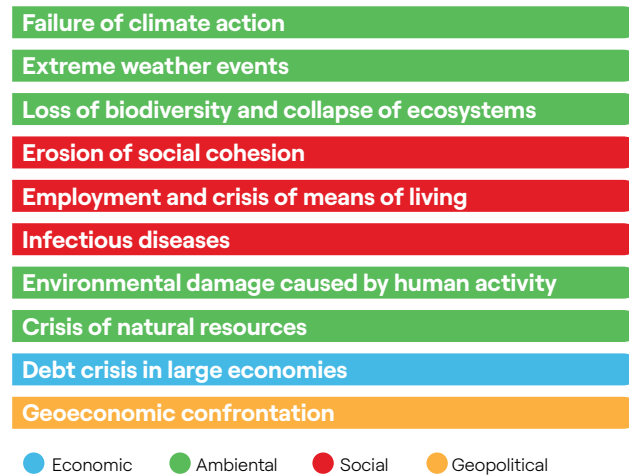 Failure of climate action
Extreme weather events
Loss of biodiversity and collapse of ecosystems
Erosion of social cohesion
Employment and crisis of means of living
Infectious diseases
Environmental damage caused by human activity
Crisis of natural resources
Debt crisis in large economies
Geoeconomic confrontation
Economic Ambiental Social Geopolitical